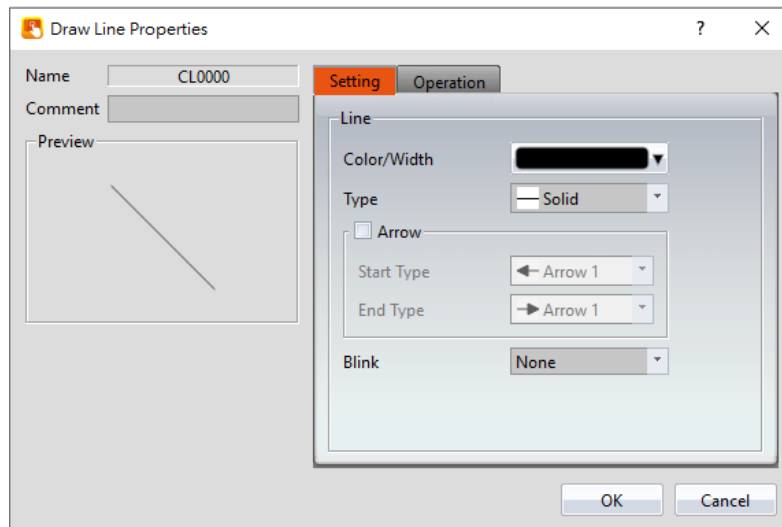 Draw Line Properties
?
Name
CL0000
Comment
Preview
Setting
Operation
Line
Color/Width
Type
Solid
Arrow
Start Type
Arrow 1
End Type
Arrow 1
Blink
None
OK
Cancel